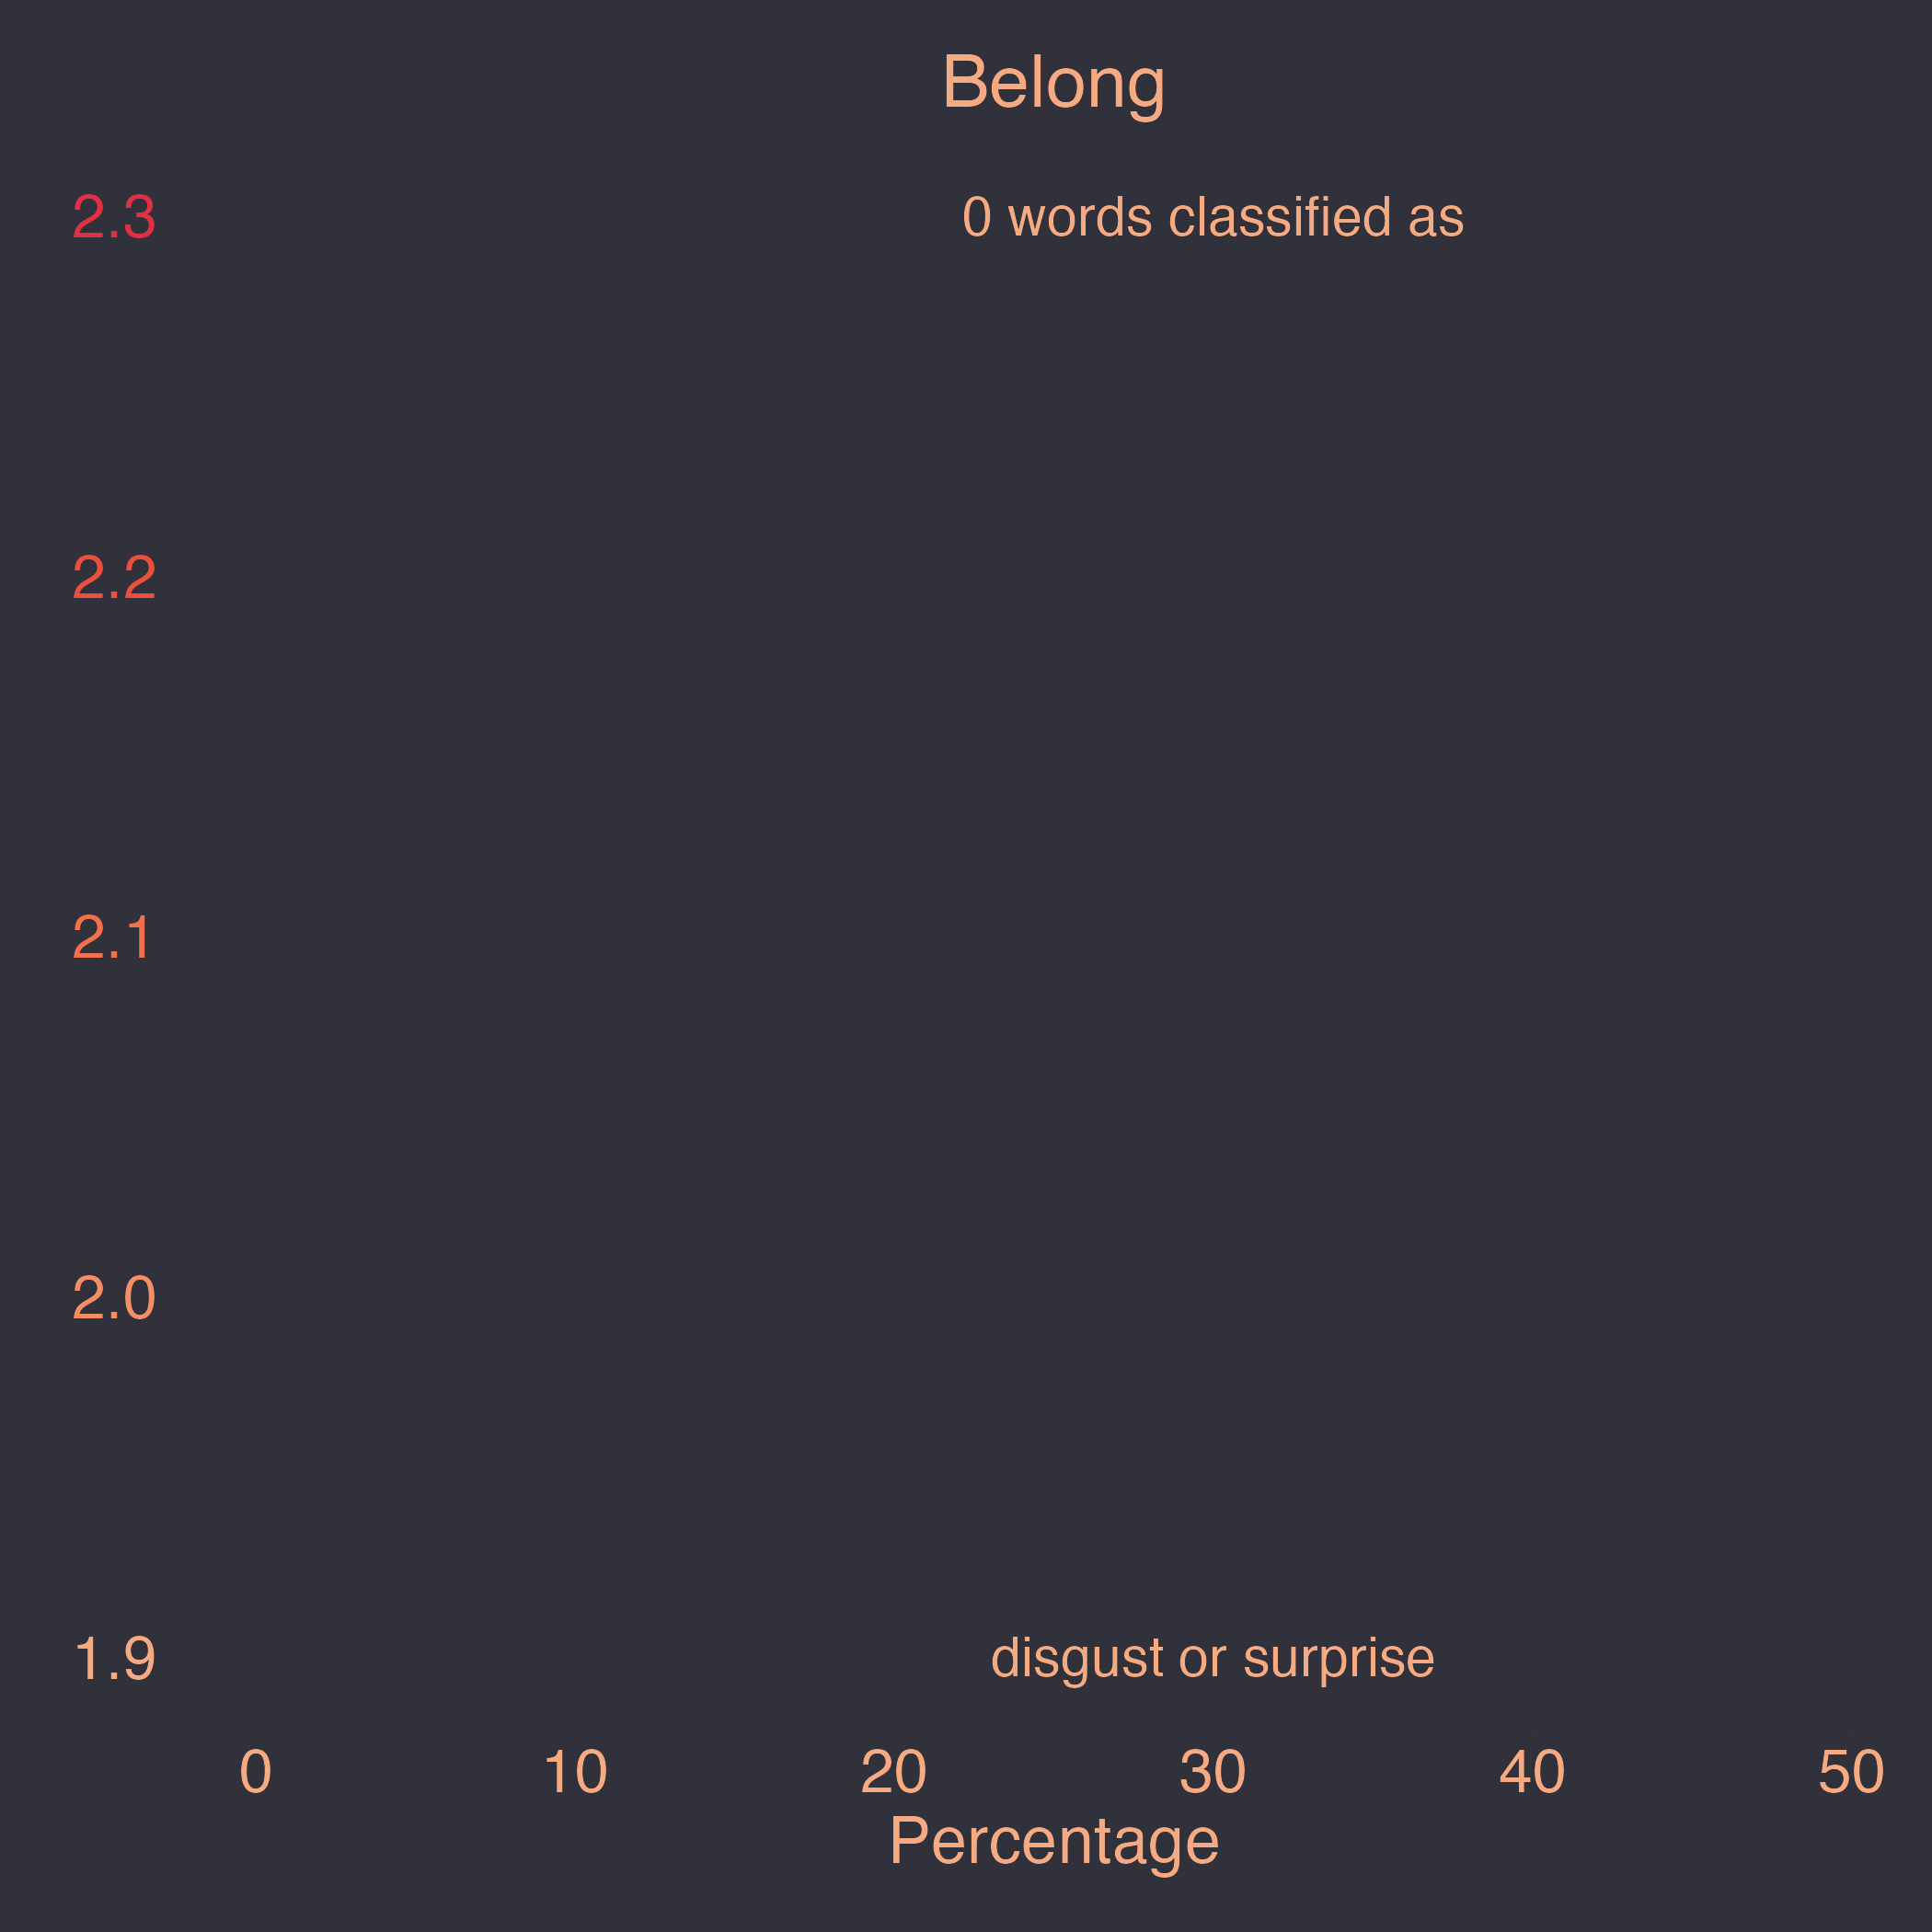 Belong
2.3
0 words classified as
2.2
2.1
2.0
1.9
disgust or surprise
0 10 20 30 40 50
Percentage